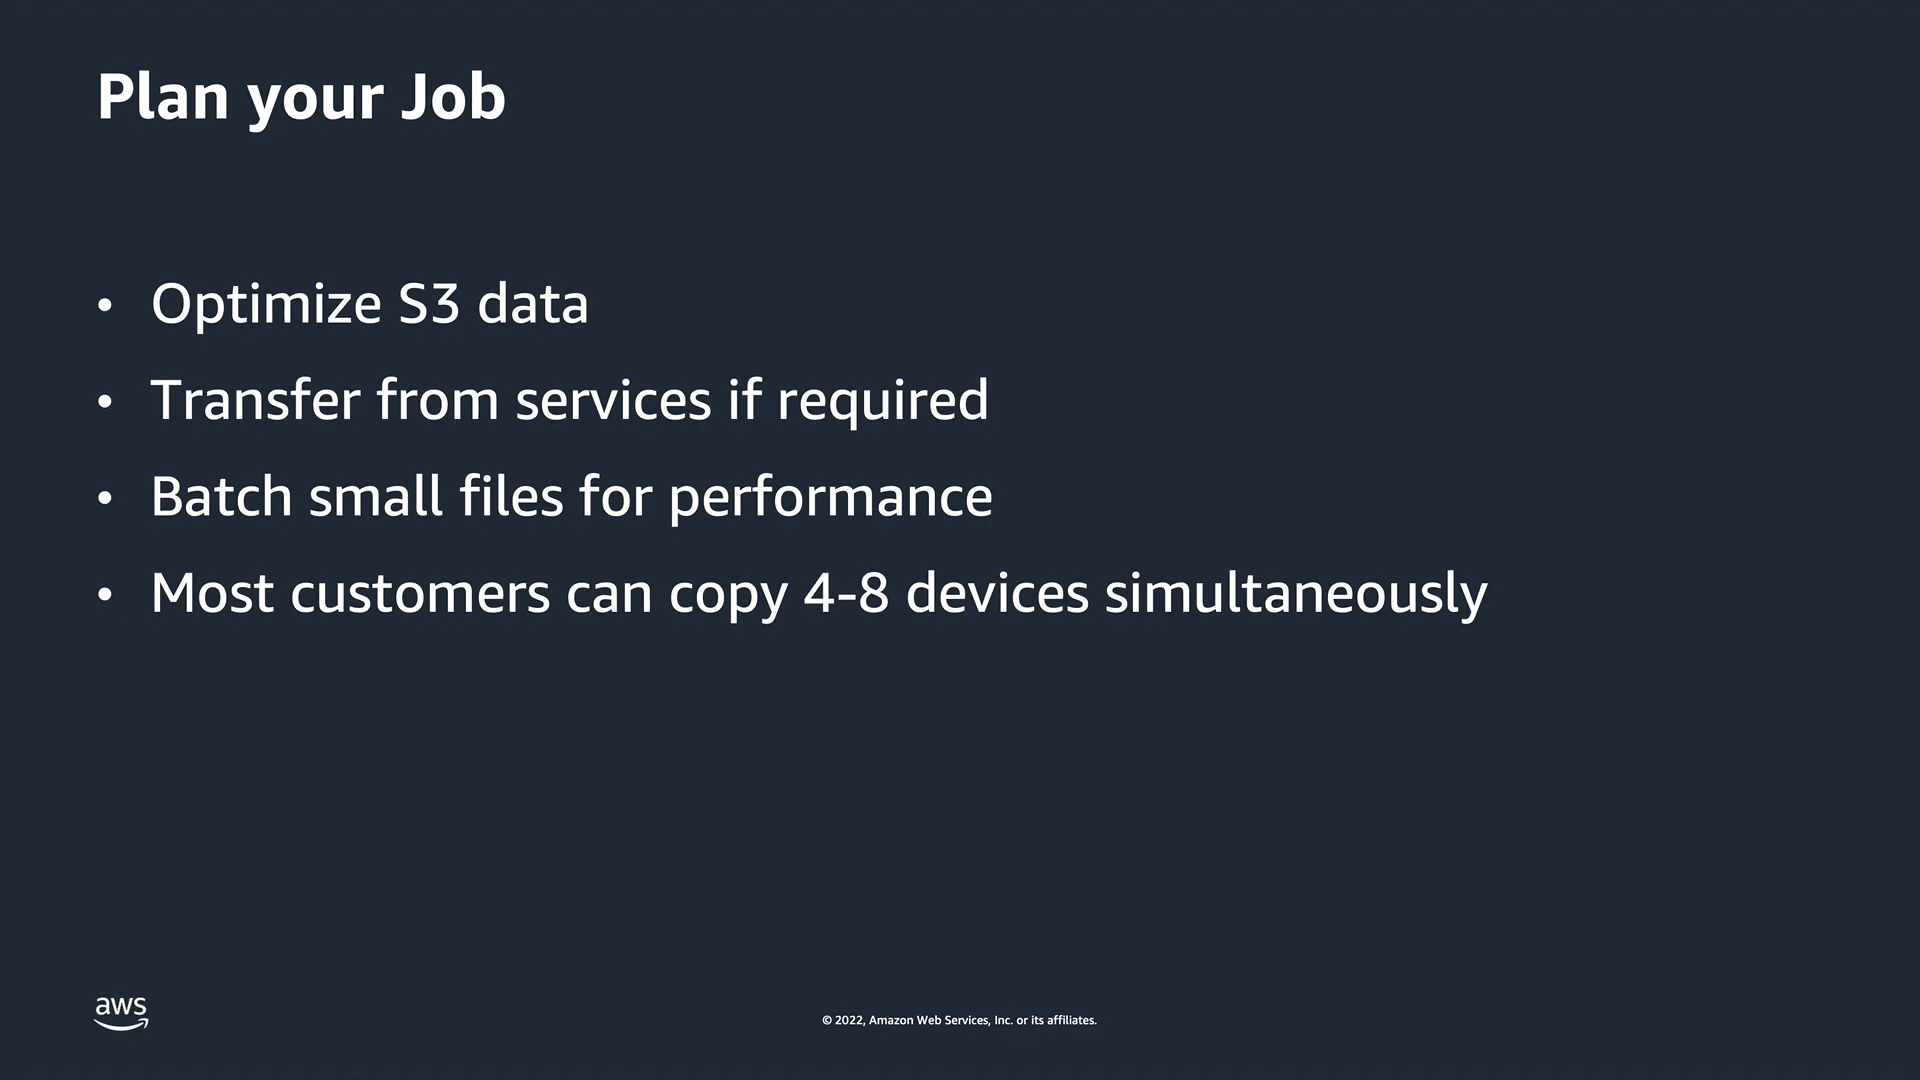 Plan your Job
• Optimize S3 data
• Transfer from services if required
• Batch small files for performance
• Most customers can copy 4-8 devices simultaneously
aws
© 2022, Amazon Web Services, Inc. or its affiliates.